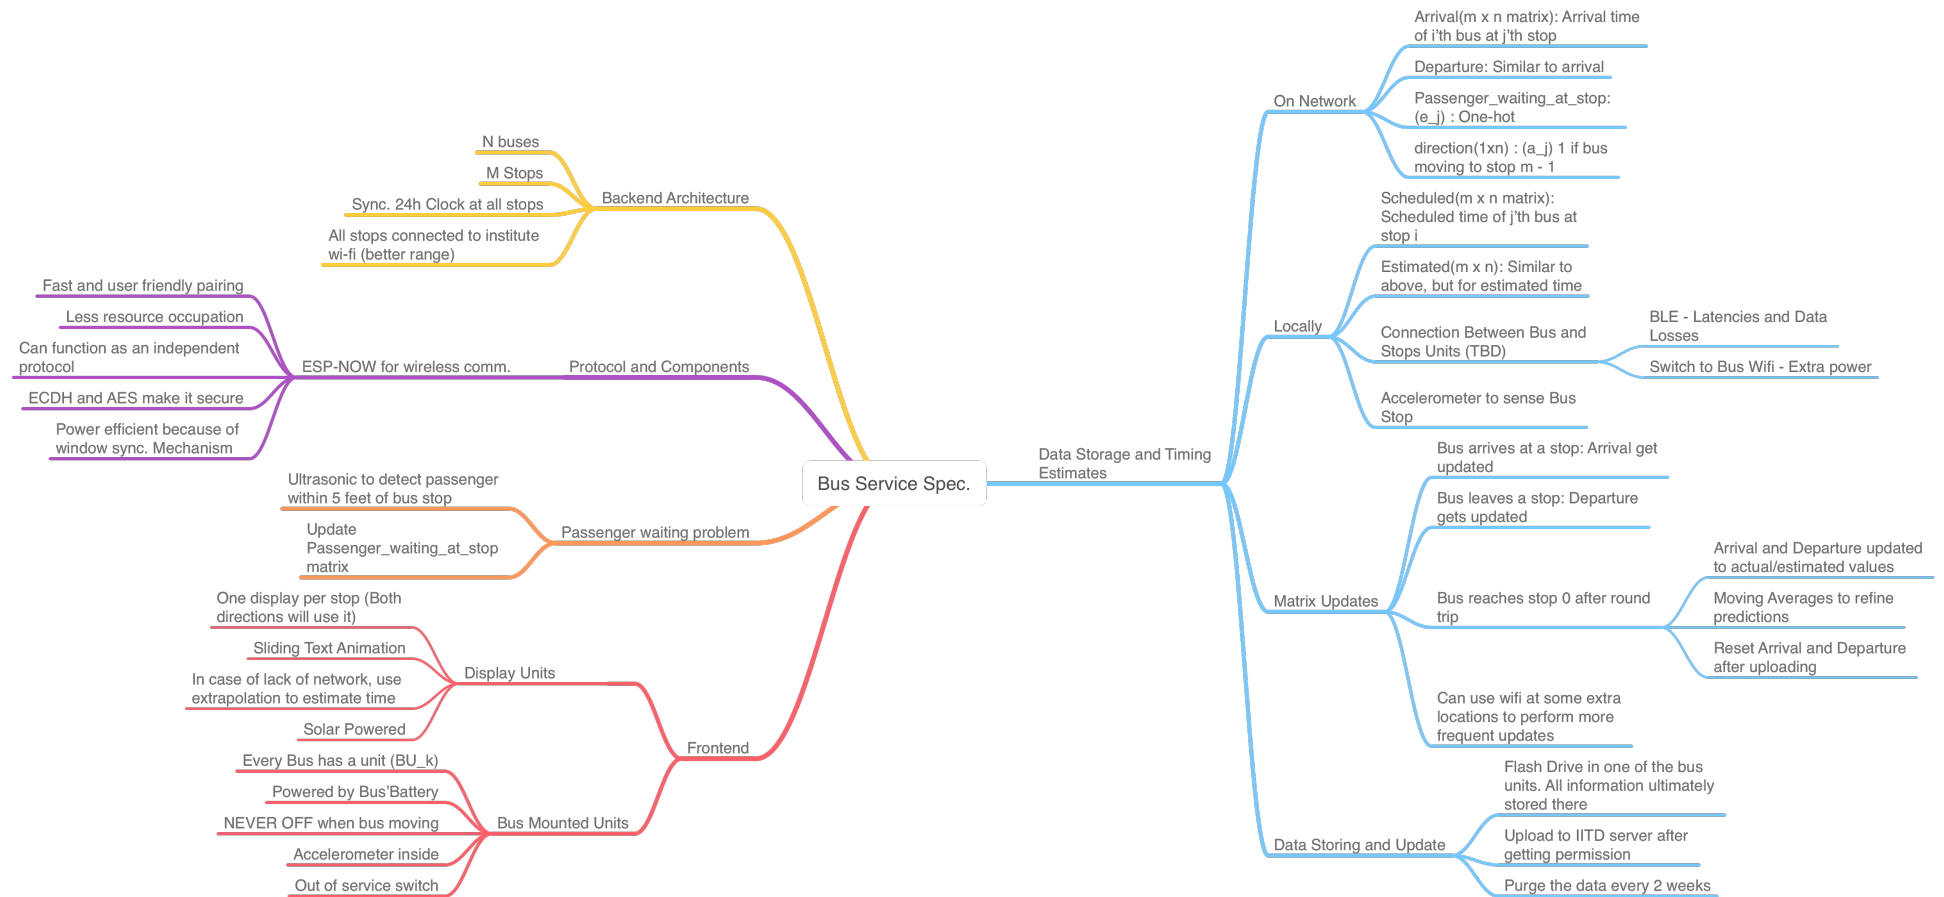 Bus Service Spec.
Backend Architecture
N buses
M Stops
Sync. 24h Clock at all stops
All stops connected to institute
wi-fi (better range)
Protocol and Components
ESP-NOW for wireless comm.
Fast and user friendly pairing
Less resource occupation
Can function as an independent
protocol
ECDH and AES make it secure
Power efficient because of
window sync. Mechanism
Passenger waiting problem
Ultrasonic to detect passenger
within 5 feet of bus stop
Update
Passenger_waiting_at_stop
matrix
Frontend
Display Units
One display per stop (Both
directions will use it)
Sliding Text Animation
In case of lack of network, use
extrapolation to estimate time
Solar Powered
Bus Mounted Units
Every Bus has a unit (BU_k)
Powered by Bus'Battery
NEVER OFF when bus moving
Accelerometer inside
Out of service switch
Data Storage and Timing
Estimates
On Network
Arrival(m x n matrix): Arrival time
of i'th bus at j'th stop
Departure: Similar to arrival
Passenger_waiting_at_stop:
(e_j) : One-hot
direction(1xn) : (a_j) 1 if bus
moving to stop m - 1
Locally
Scheduled(m x n matrix):
Scheduled time of j'th bus at
stop i
Estimated(m x n): Similar to
above, but for estimated time
Connection Between Bus and
Stops Units (TBD)
BLE - Latencies and Data
Losses
Switch to Bus Wifi - Extra power
Accelerometer to sense Bus
Stop
Matrix Updates
Bus arrives at a stop: Arrival get
updated
Bus leaves a stop: Departure
gets updated
Bus reaches stop 0 after round
trip
Arrival and Departure updated
to actual/estimated values
Moving Averages to refine
predictions
Reset Arrival and Departure
after uploading
Can use wifi at some extra
locations to perform more
frequent updates
Data Storing and Update
Flash Drive in one of the bus
units. All information ultimately
stored there
Upload to IITD server after
getting permission
Purge the data every 2 weeks